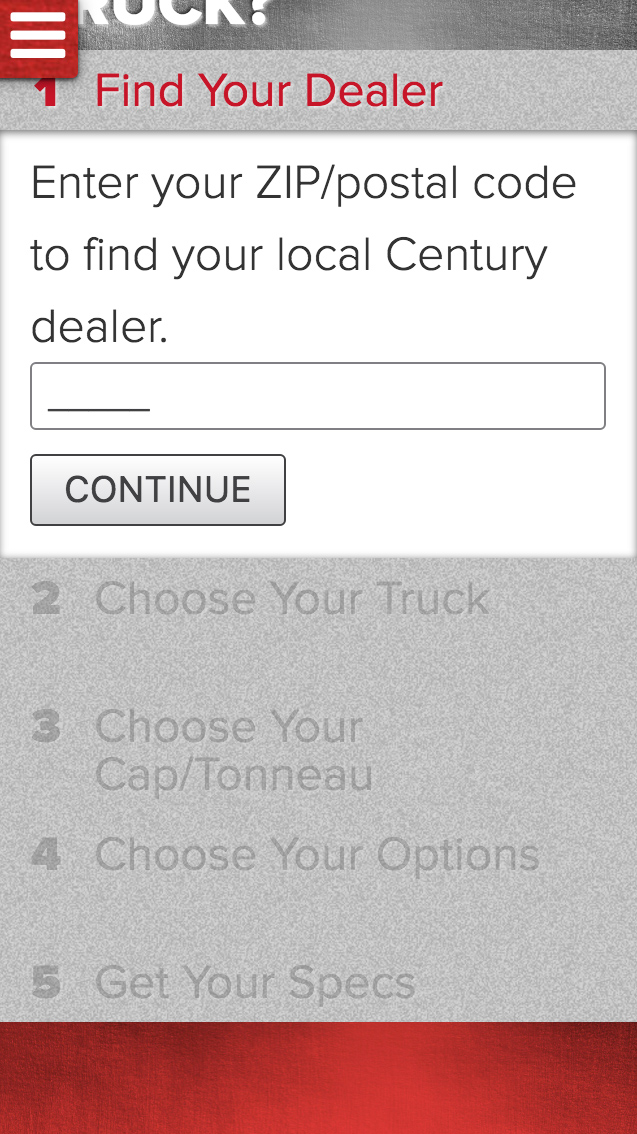 1 Find Your Dealer
Enter your ZIP/postal code
to find your local Century
dealer.
CONTINUE
2 Choose Your Truck
3 Choose Your
Cap/Tonneau
4 Choose Your Options
5 Get Your Specs